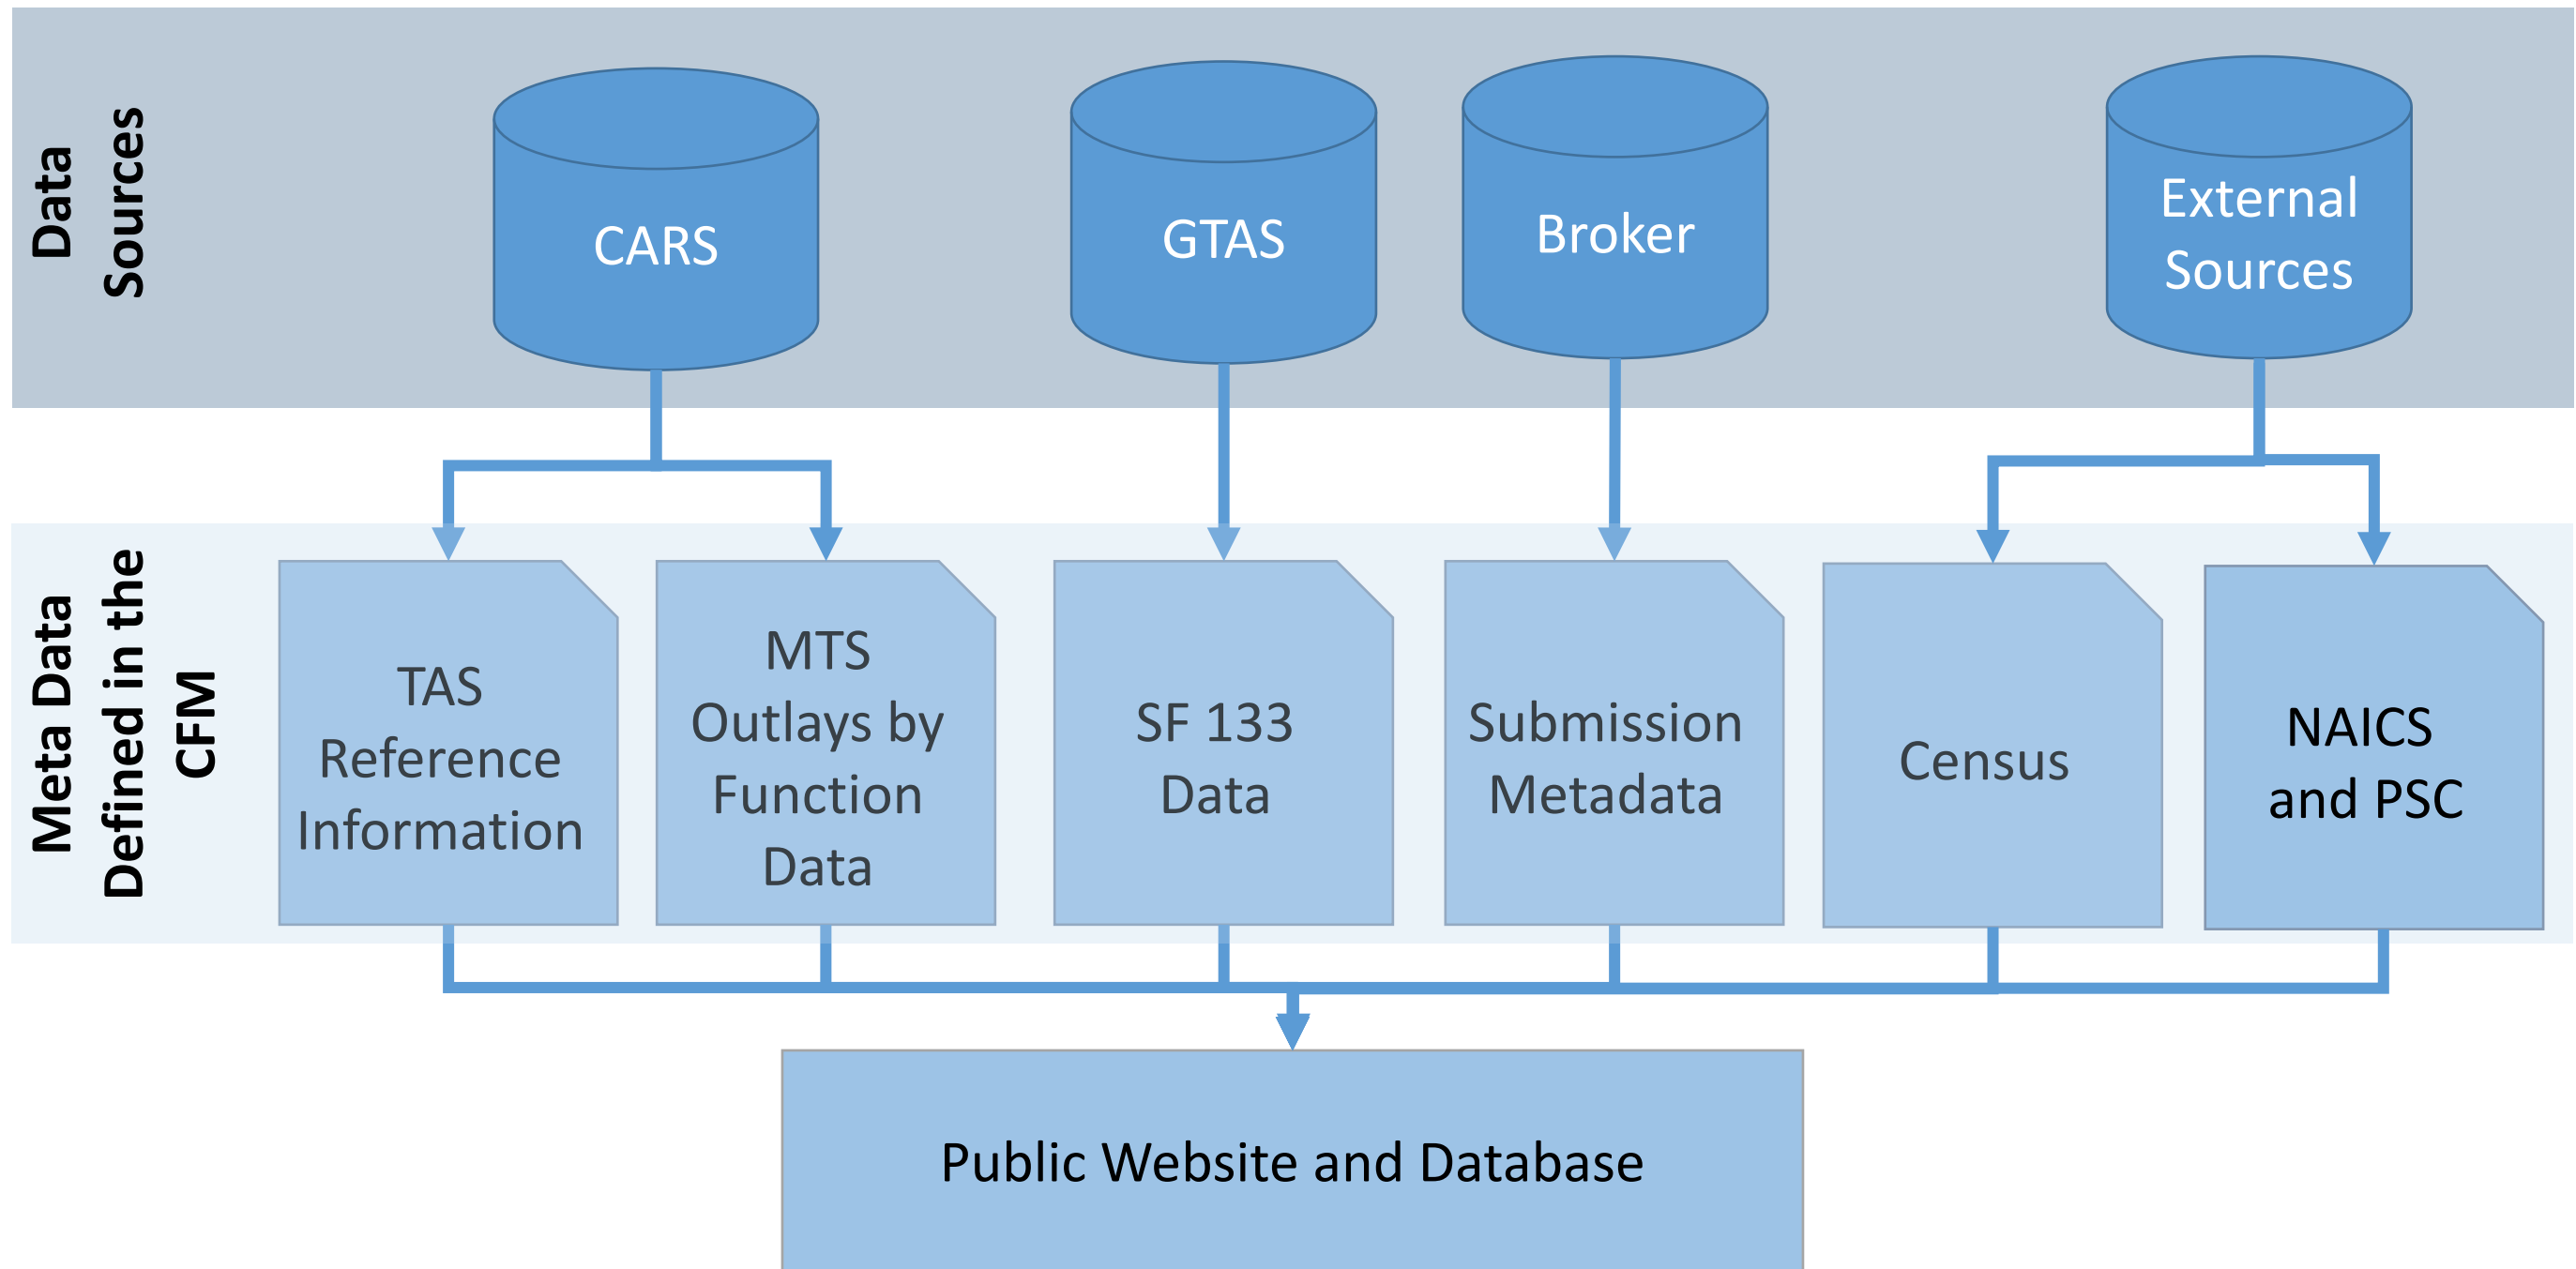 Data
Sources
CARS
GTAS
Broker
External
Sources
Meta Data
Defined in the
CFM
TAS
Reference
Information
MTS
Outlays by
Function
Data
SF 133
Data
Submission
Metadata
Census
NAICS
and PSC
Public Website and Database